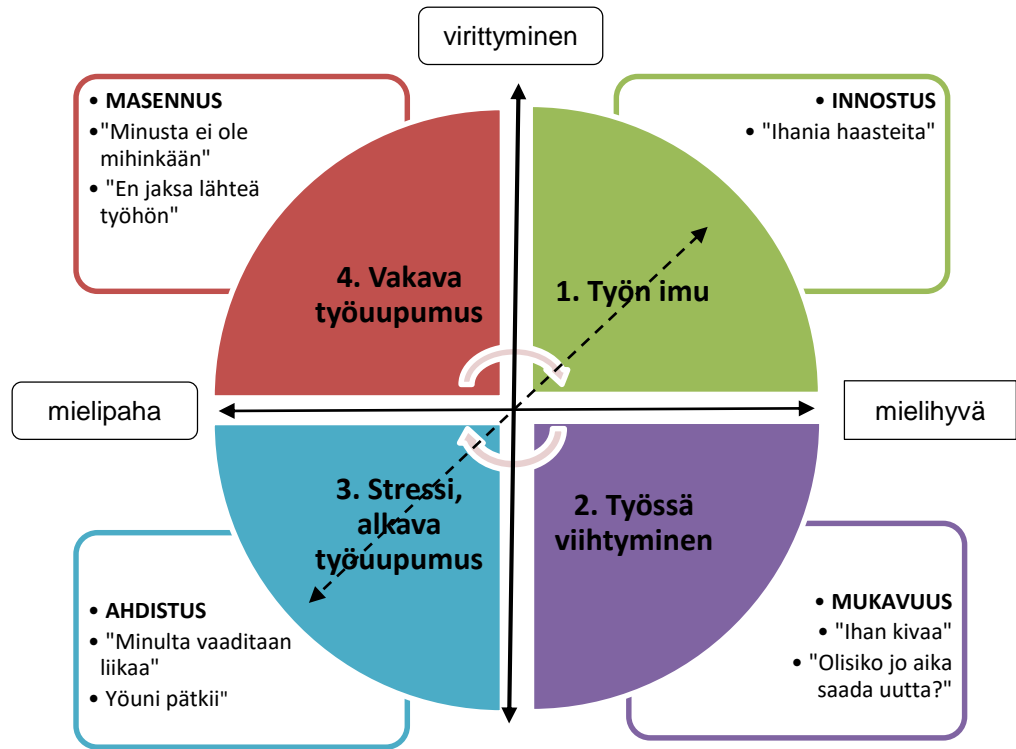 virittyminen
• MASENNUS
• "Minusta ei ole
mihinkään"
• "En jaksa lähteä
työhön"
• INNOSTUS
• "Ihania haasteita"
4. Vakava
työuupumus
1. Työn imu
mielipaha
mielihyvä
3. Stressi,
alkava
työuupumus
2. Työssä
viihtyminen
• AHDISTUS
• "Minulta vaaditaan
liikaa"
• Yöuni pätkii"
• MUKAVUUS
• "Ihan kivaa"
• "Olisiko jo aika
saada uutta?"